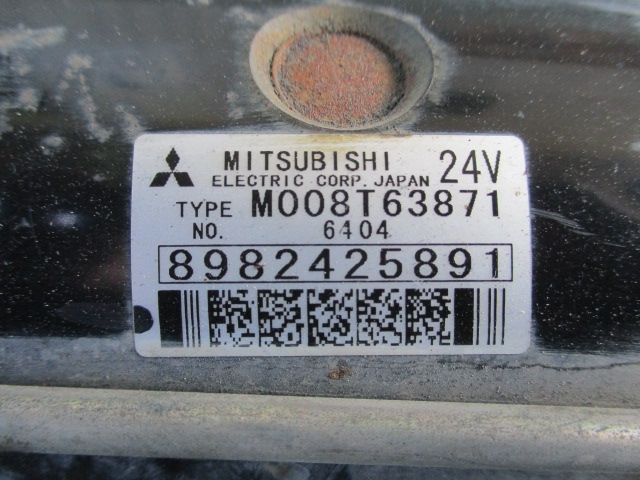 MITSUBISHI 24V
ELECTRIC CORP. JAPAN
TYPE M008T63871
NO. 6404
8982425891